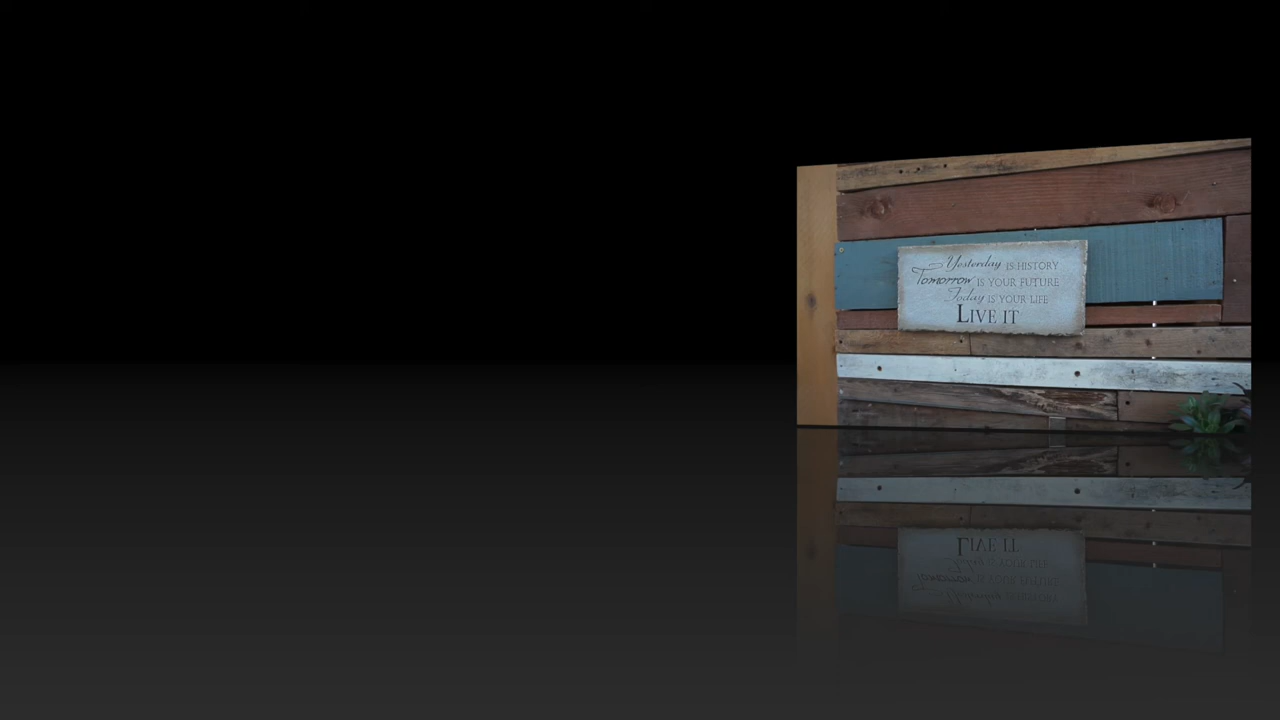 Yesterday IS HISTORY
Tomorrow IS YOUR FUTURE
Today IS YOUR LIFE
LIVE IT